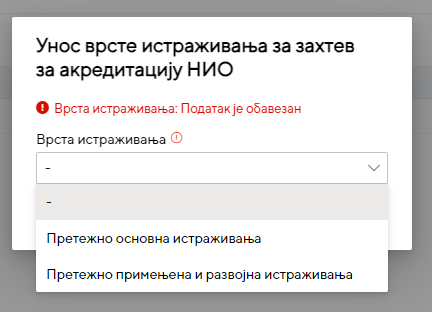 Унос врсте истраживања за захтев
за акредитацију НИО
Врста истраживања: Податак је обавезан
Врста истраживања
-
-
Претежно основна истраживања
Претежно примењена и развојна истраживања